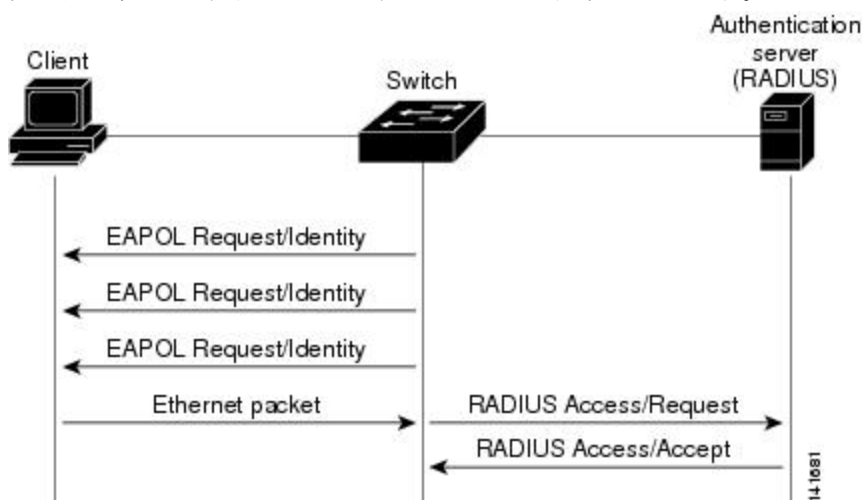 Authentication
server
(RADIUS)
Client
Switch
EAPOL Request/Identity
EAPOL Request/Identity
EAPOL Request/Identity
Ethernet packet
RADIUS Access/Request
RADIUS Access/Accept
141681